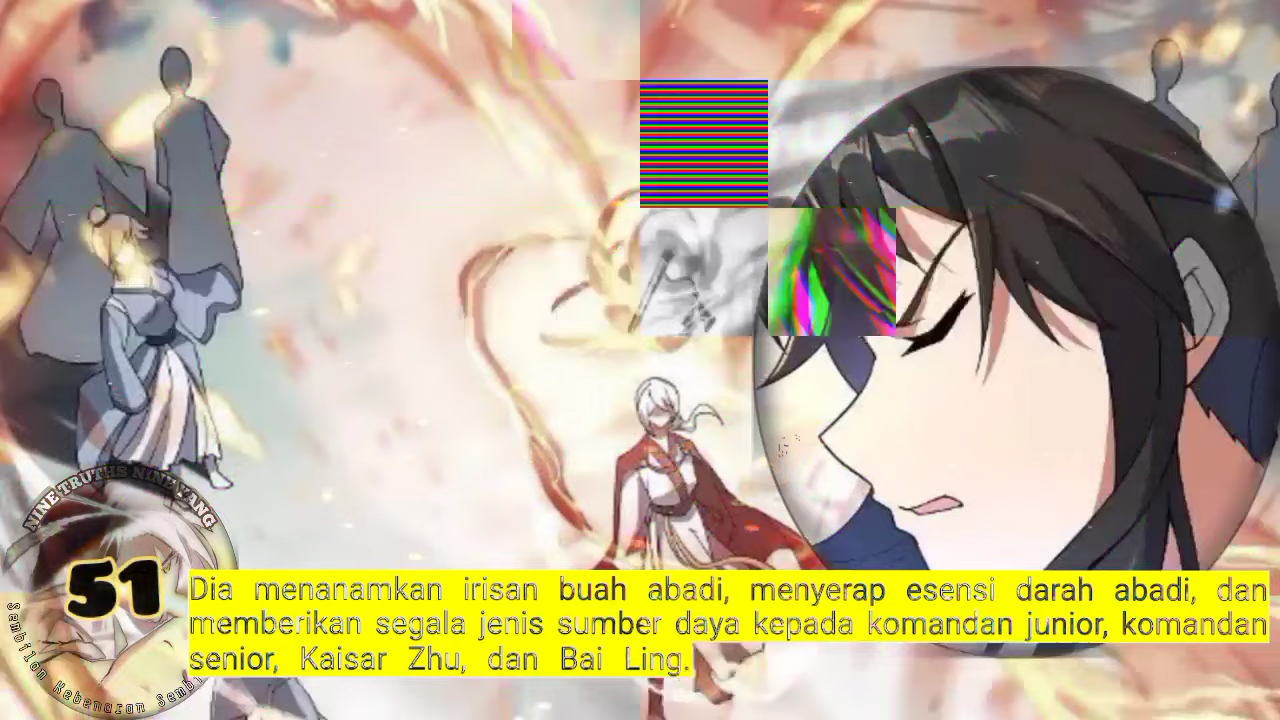 NINE TRUTHS NINE YANG
51
Sembilan Kebenaran Sembi
Dia menanamkan irisan buah abadi, menyerap esensi darah abadi, dan
memberikan segala jenis sumber daya kepada komandan junior, komandan
senior, Kaisar Zhu, dan Bai Ling.